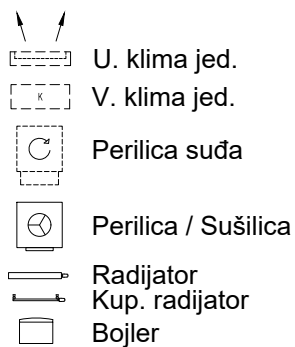 U. klima jed.
K V. klima jed.
Perilica suđa
Perilica / Sušilica
Radijator
Kup. radijator
Bojler